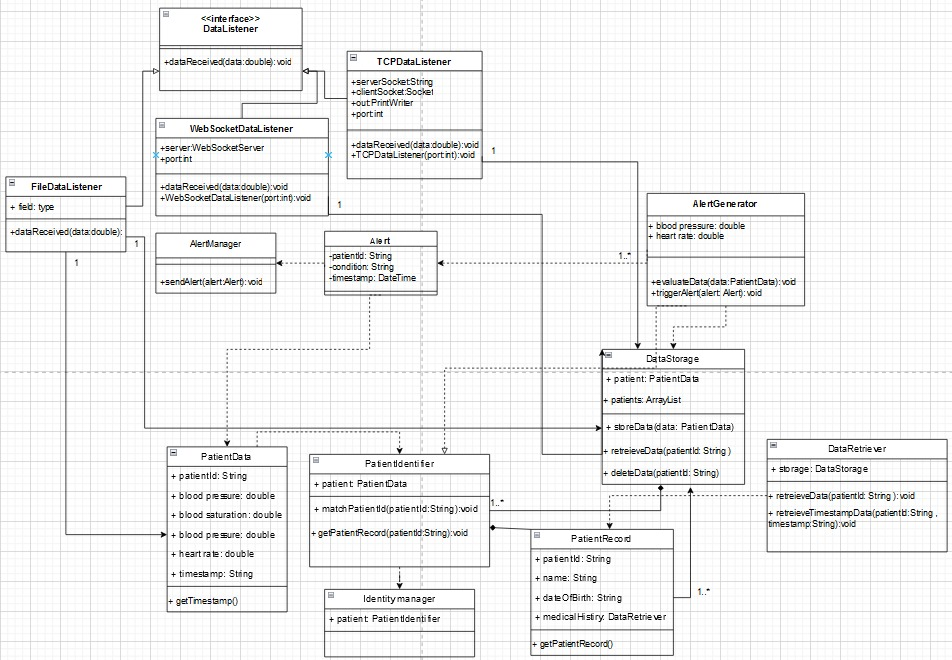 <<interface>>
DataListener
+dataReceived(data:double): void
TCPDataListener
+serverSocket:String
+clientSocket:Socket
+out:PrintWriter
+port:int
+dataReceived(data:double):void
+TCPDataListener(port:int):void
1
WebSocketDataListener
+server:WebSocketServer
+port:int
+dataReceived(data:double):void
+WebSocketDataListener(port:int):void
1
FileDataListener
+ field: type
+dataReceived(data:double):
1
1
AlertManager
+sendAlert(alert:Alert): void
Alert
-patientId: String
-condition: String
-timestamp: DateTime
1..*
AlertGenerator
+ blood pressure: double
+ heart rate: double
+evaluateData(data:PatientData): void
+triggerAlert(alert: Alert): void
DataStorage
+ patient: PatientData
+ patients: ArrayList
+ storeData(data: PatientData)
+ retrieveData(patientId: String )
+ deleteData(patientId: String)
PatientData
+ patientId: String
+ blood pressure: double
+ blood saturation: double
+ blood pressure: double
+ heart rate: double
+ timestamp: String
+ getTimestamp()
PatientIdentifier
+ patient: PatientData
+ matchPatientId(patientId:String):void
+getPatientRecord(patientId:String):void
1..*
DataRetriever
+ storage: DataStorage
+ retrieveData(patientId: String ): void
+ retreieveTimestampData(patientId:String ,
timestamp:String):void
PatientRecord
+ patientId: String
+ name: String
+ dateOfBirth: String
+ medicalHistiry: DataRetriever
+ getPatientRecord()
1..*
Identity manager
+ patient: PatientIdentifier